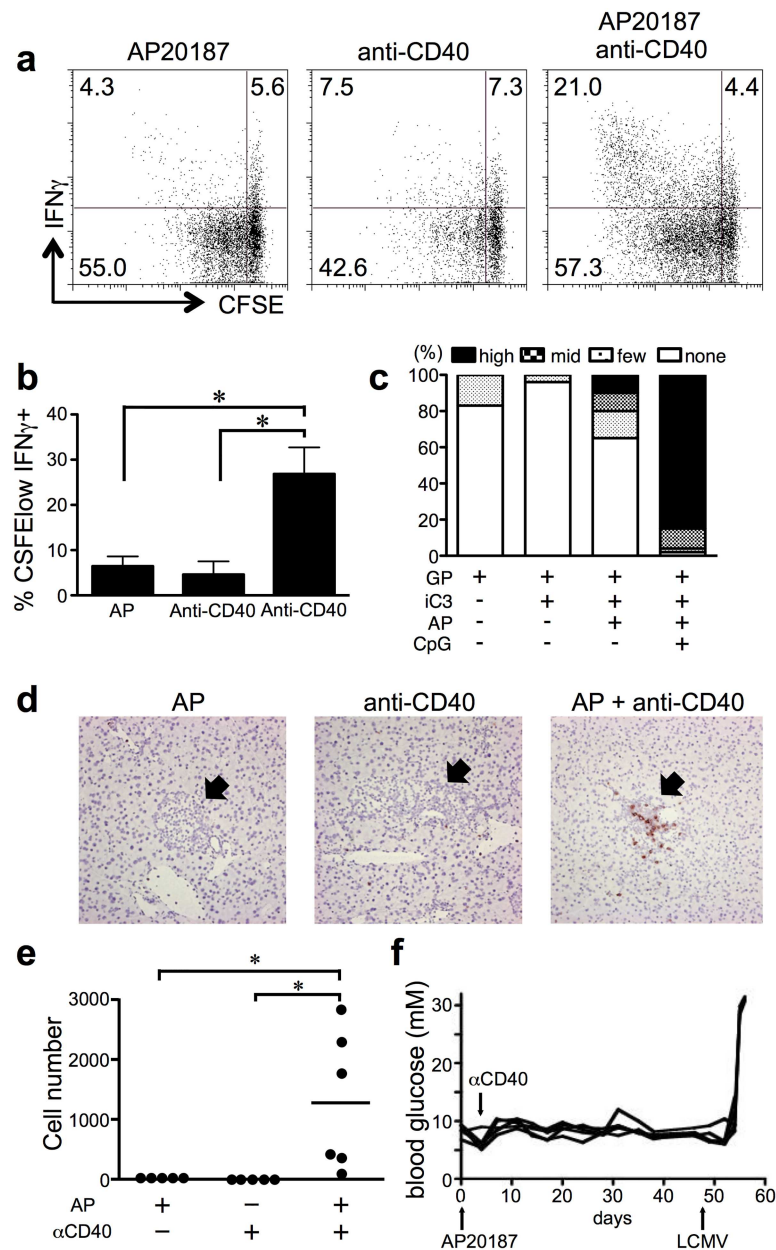 a
AP20187
anti-CD40
AP20187
anti-CD40
4.3
5.6
7.5
7.3
21.0
4.4
55.0
42.6
57.3
IFNγ
CFSE
b
% CSFElow IFNγ+
40
30
20
10
0
*
*
AP
Anti-CD40
Anti-CD40
c
(%)
high
mid
few
none
100
80
60
40
20
0
GP + + + +
iC3 - + + +
AP - - + +
CpG - - - +
d
AP
anti-CD40
AP + anti-CD40
e
Cell number
3000
2000
1000
0
*
*
AP + − +
αCD40 − + +
f
blood glucose (mM)
30
20
10
0
αCD40
0 10 20 30 40 50 60
days
AP20187
LCMV